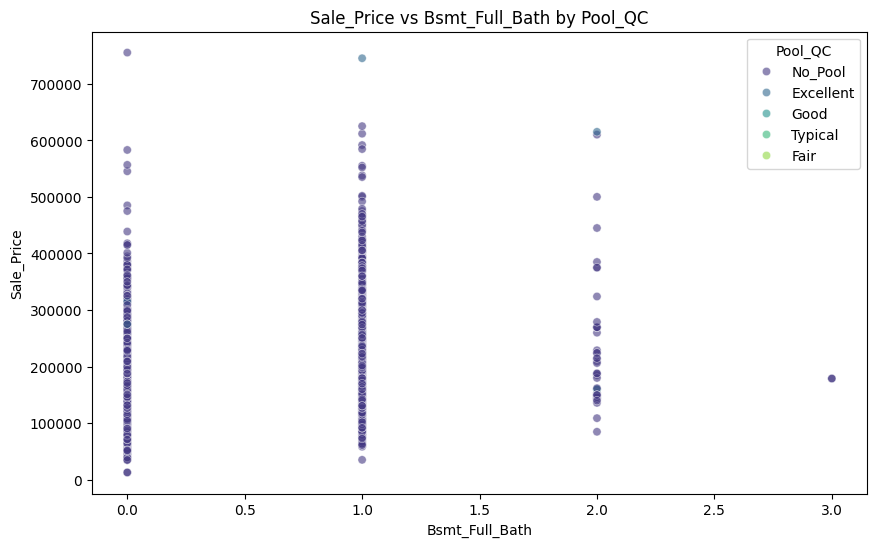 Sale_Price vs Bsmt_Full_Bath by Pool_QC
Pool_QC
No_Pool
Excellent
Good
Typical
Fair
Sale_Price
700000
600000
500000
400000
300000
200000
100000
0
0.0 0.5 1.0 1.5 2.0 2.5 3.0
Bsmt_Full_Bath